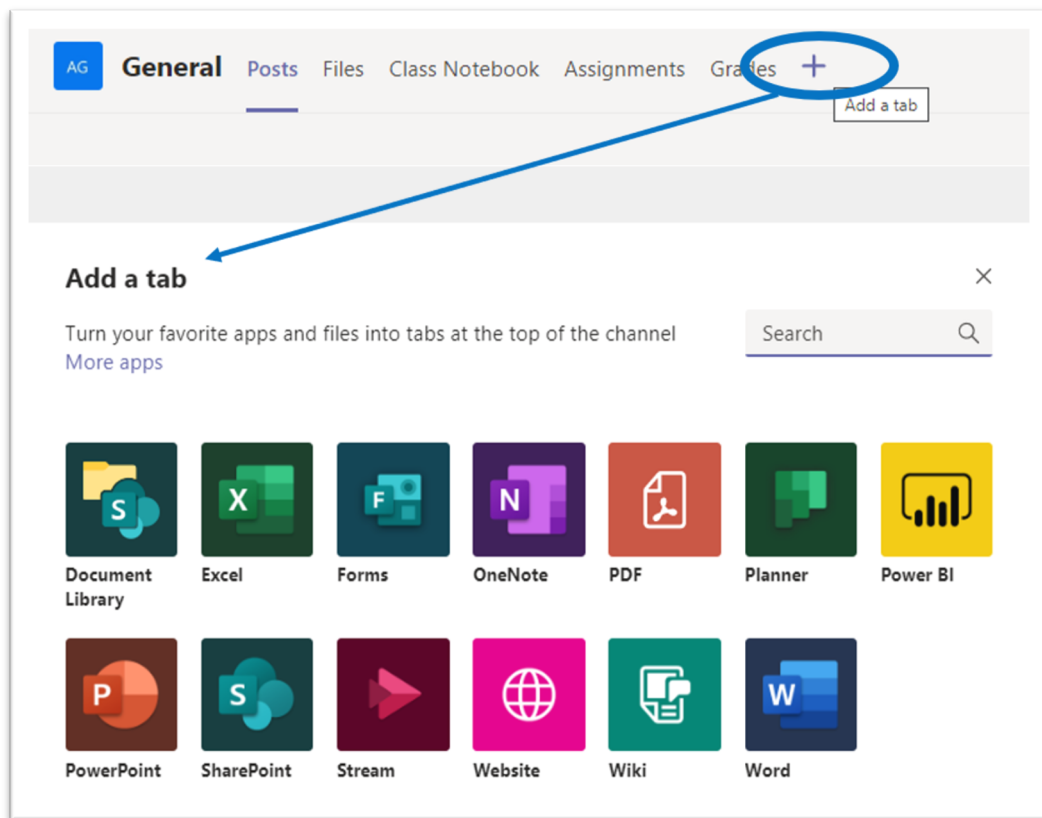 AG General Posts Files Class Notebook Assignments Grades +
Add a tab
Add a tab
Turn your favorite apps and files into tabs at the top of the channel
Search
More apps
S X F N
Document Library
Excel
Forms
OneNote
PDF
Planner
Power BI
P S W
PowerPoint
SharePoint
Stream
Website
Wiki
Word